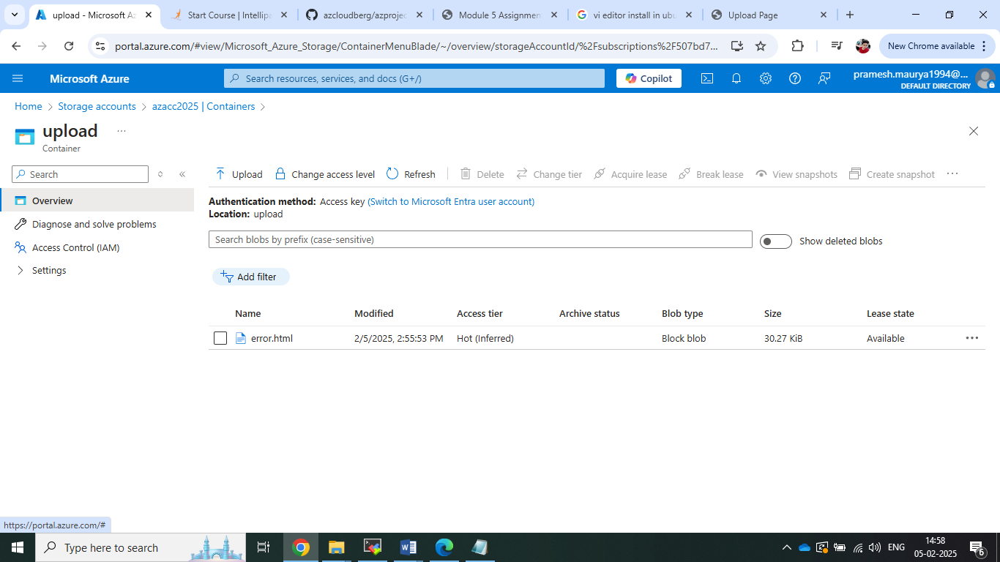 upload - Microsoft Az
Start Course | Intellipa
azcloudberg/azprojec
Module 5 Assignmen
vi editor install in ubu
Upload Page
portal.azure.com/#view/Microsoft_Azure_Storage/ContainerMenuBlade/~/overview/storageAccountId/%2Fsubscriptions%2F507bd7...
New Chrome available
Microsoft Azure
Search resources, services, and docs (G+/)
Copilot
pramesh.maurya1994@...
DEFAULT DIRECTORY
Home > Storage accounts > azacc2025 | Containers >
upload ...
Container
Search
Upload Change access level Refresh Delete Change tier Acquire lease Break lease View snapshots Create snapshot ...
Overview
Diagnose and solve problems
Access Control (IAM)
Settings
Authentication method: Access key (Switch to Microsoft Entra user account)
Location: upload
Search blobs by prefix (case-sensitive)
Show deleted blobs
Add filter
Name Modified Access tier Archive status Blob type Size Lease state
error.html 2/5/2025, 2:55:53 PM Hot (Inferred) Block blob 30.27 KiB Available ...
https://portal.azure.com/#
Type here to search
ENG
14:58
05-02-2025
6